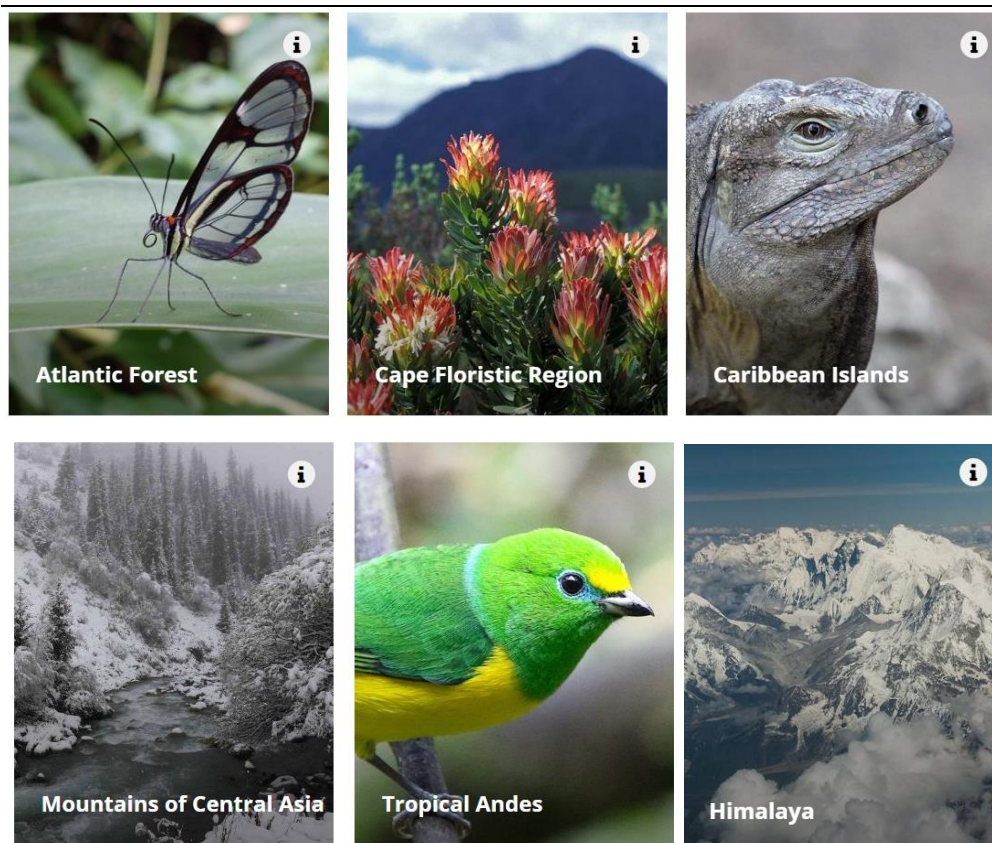 i
i
i
Atlantic Forest
Cape Floristic Region
Caribbean Islands
i
i
i
Mountains of Central Asia
Tropical Andes
Himalaya